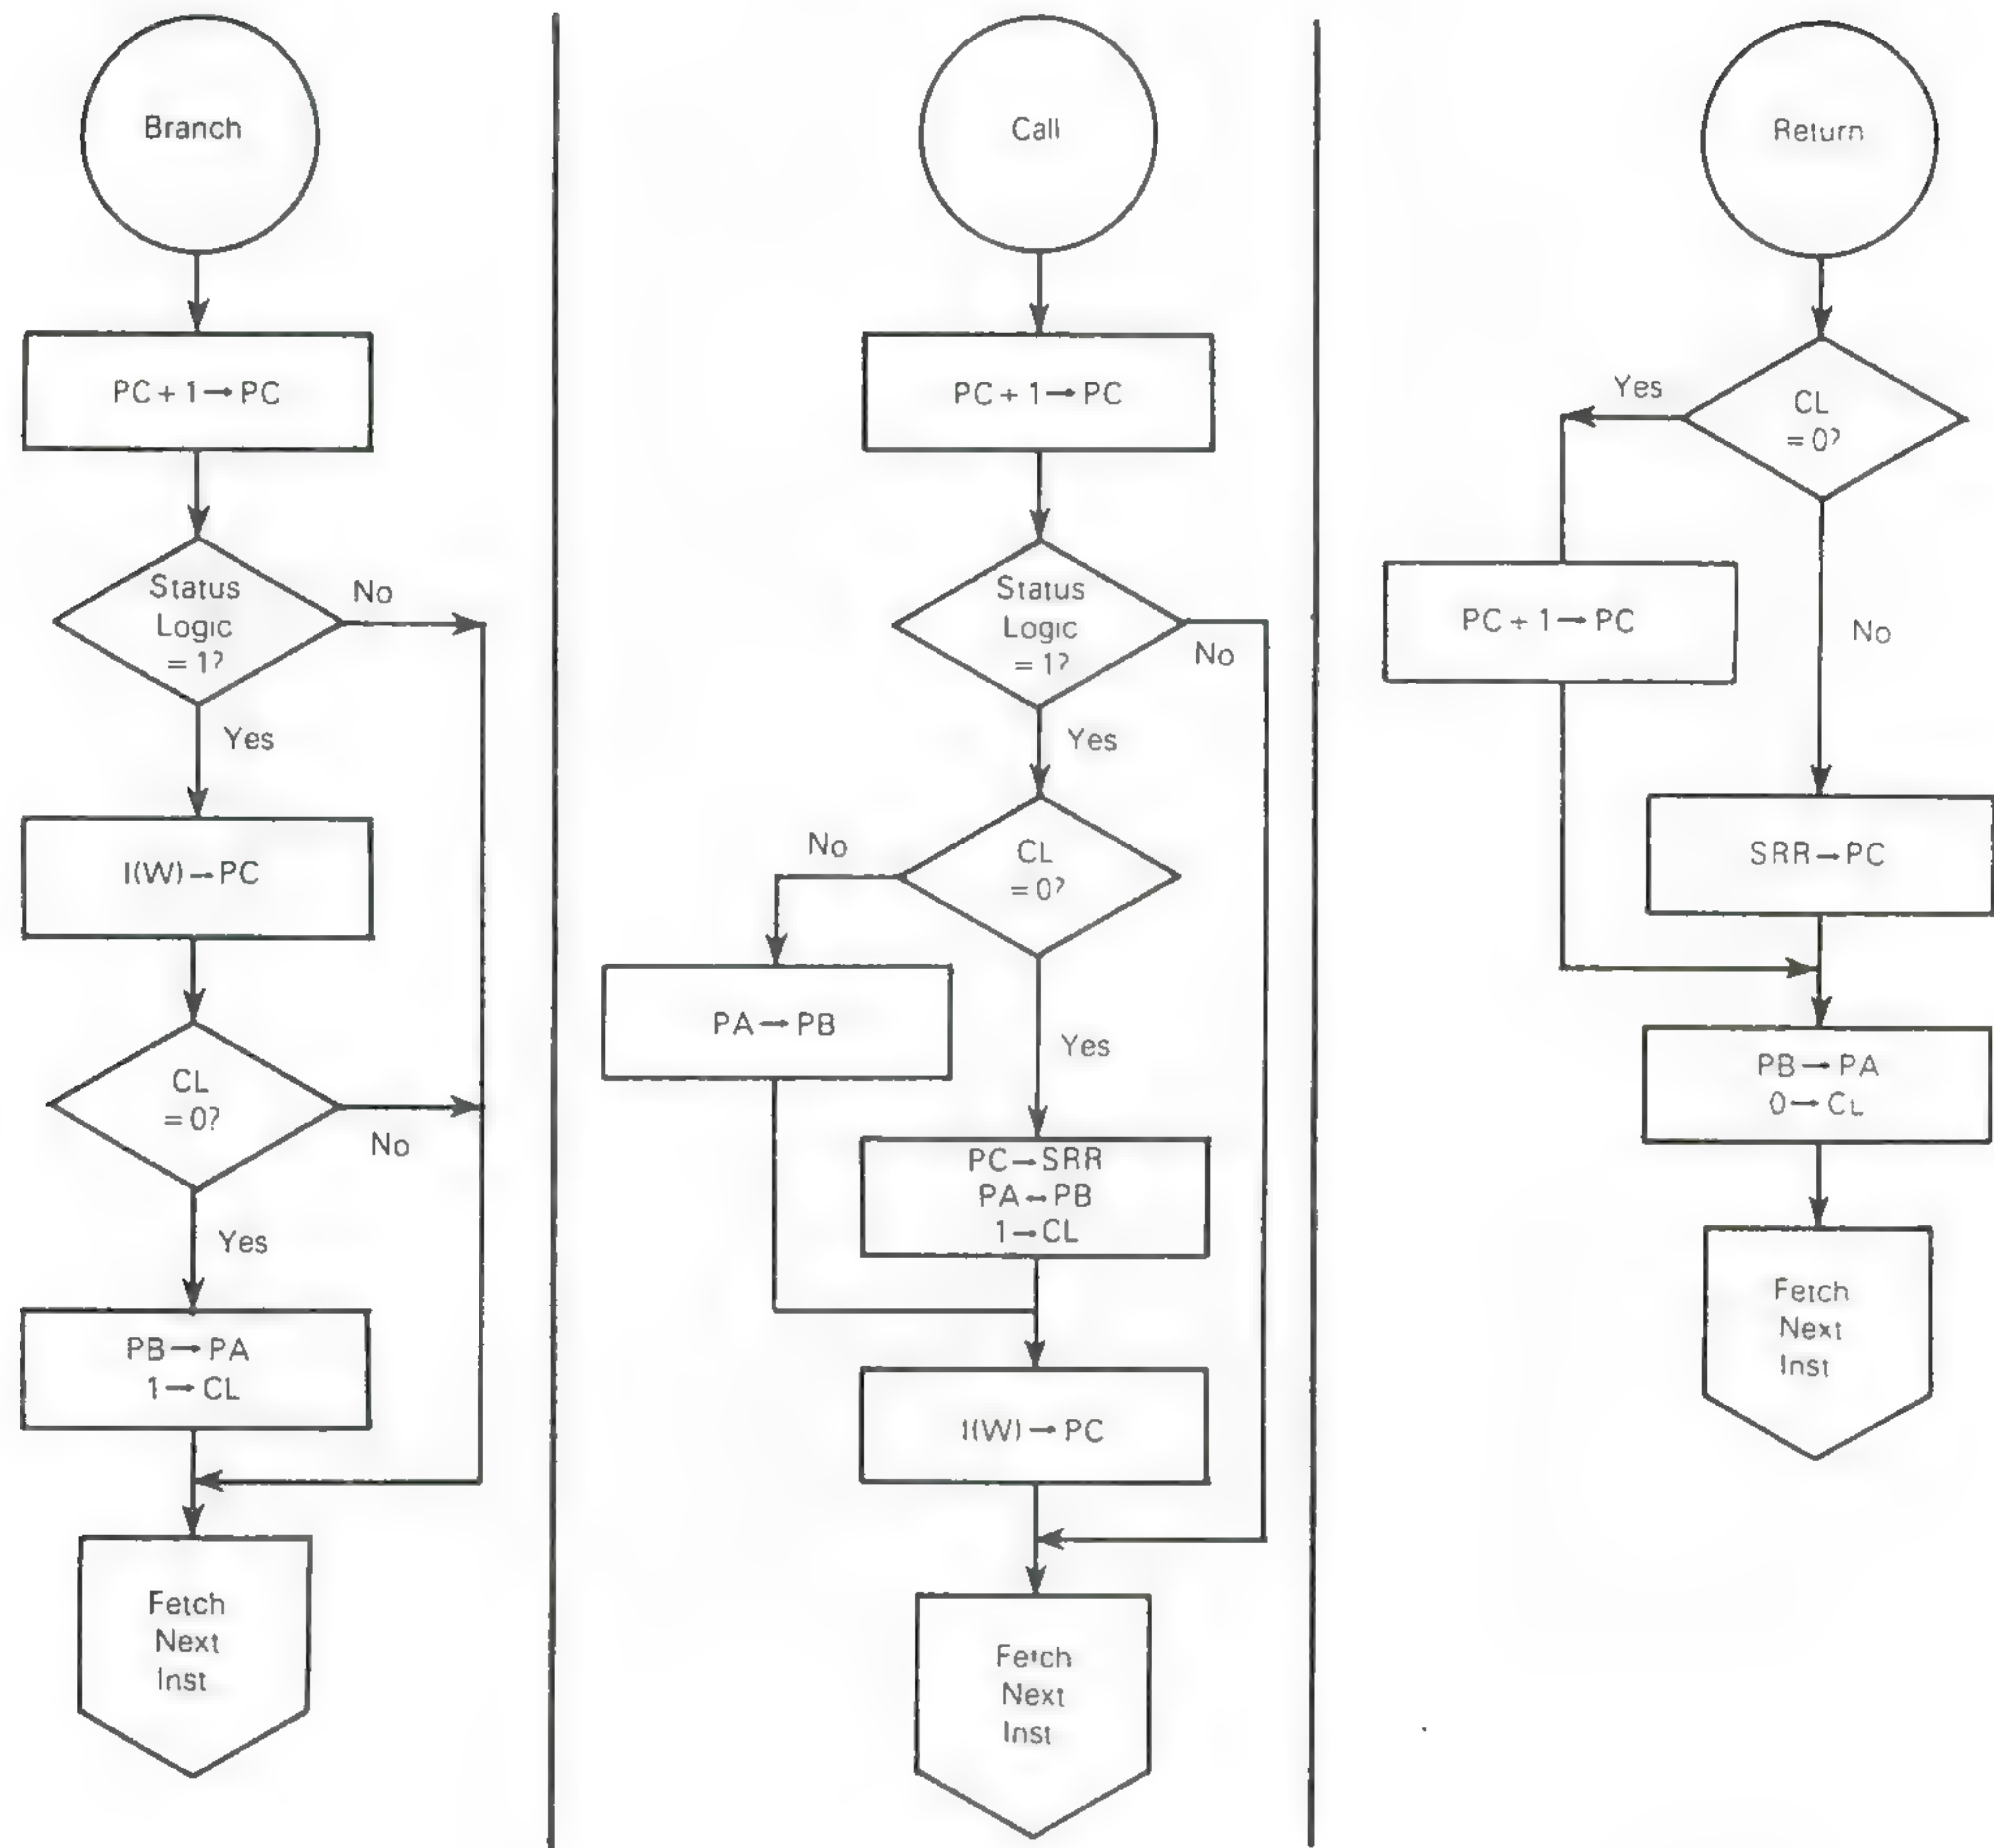 Branch
PC + 1 → PC
Status
Logic
= 1?
No
Yes
I(W) → PC
CL
= 0?
No
Yes
PB → PA
1 → CL
Fetch
Next
Inst
Call
PC + 1 → PC
Status
Logic
= 1?
No
Yes
CL
= 0?
No
PA → PB
Yes
PC → SRR
PA → PB
1 → CL
I(W) → PC
Fetch
Next
Inst
Return
CL
= 0?
Yes
PC + 1 → PC
No
SRR → PC
PB → PA
0 → CL
Fetch
Next
Inst